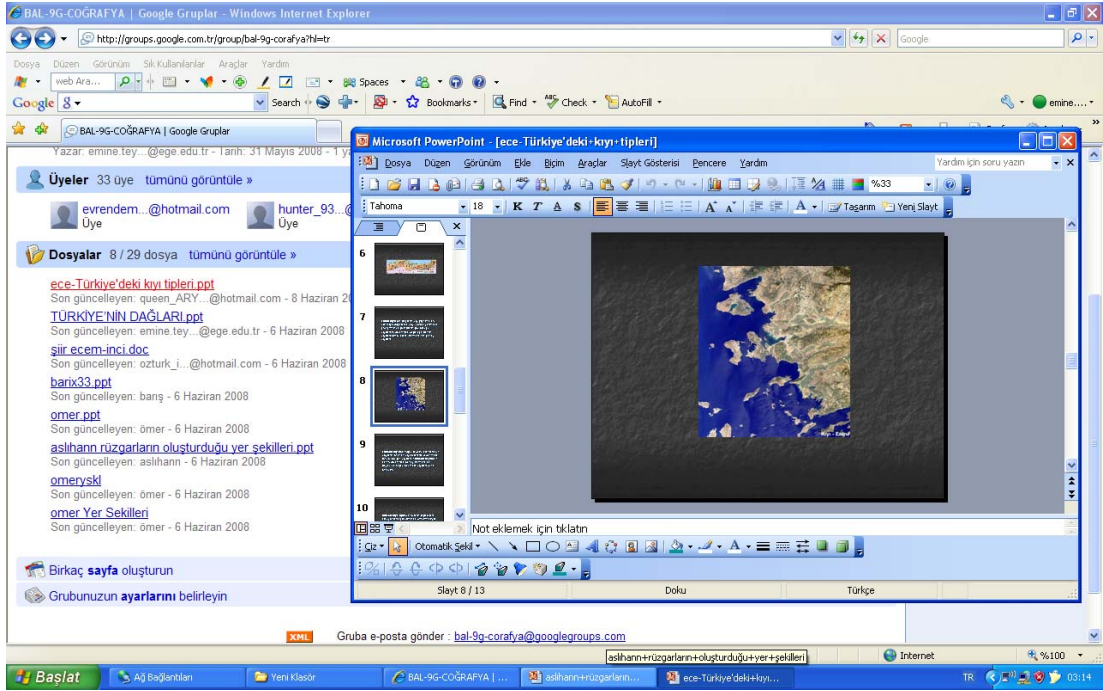 BAL-9G-COĞRAFYA | Google Gruplar - Windows Internet Explorer
http://groups.google.com.tr/group/bal-9g-corafya?hl=tr
Google
Dosya Düzen Görünüm Sık Kullanılanlar Araçlar Yardım
web Ara...
Spaces
Google
Search
Bookmarks
Find
Check
AutoFill
emine....
BAL-9G-COĞRAFYA | Google Gruplar
Yazar: emine.tey...@ege.edu.tr - Tarih: 31 Mayıs 2008 - 1
Üyeler 33 üye tümünü görüntüle »
evrendem...@hotmail.com
Üye
hunter_93...
Üye
Dosyalar 8 / 29 dosya tümünü görüntüle »
ece-Türkiye'deki kıyı tipleri.ppt
Son güncelleyen: queen_ARY...@hotmail.com - 8 Haziran 20
TÜRKİYE'NİN DAĞLARI.ppt
Son güncelleyen: emine.tey...@ege.edu.tr - 6 Haziran 2008
şiir ecem-inci.doc
Son güncelleyen: ozturk_i...@hotmail.com - 6 Haziran 2008
barix33.ppt
Son güncelleyen: barış - 6 Haziran 2008
omer.ppt
Son güncelleyen: ömer - 6 Haziran 2008
aslıhann rüzgarların oluşturduğu yer şekilleri.ppt
Son güncelleyen: aslıhann - 6 Haziran 2008
omeryskl
Son güncelleyen: ömer - 6 Haziran 2008
omer Yer Sekilleri
Son güncelleyen: ömer - 6 Haziran 2008
Birkaç sayfa oluşturun
Grubunuzun ayarlarını belirleyin
XML Gruba e-posta gönder : bal-9g-corafya@googlegroups.com
Microsoft PowerPoint - [ece-Türkiye'deki+kıyı+tipleri]
Dosya Düzen Görünüm Ekle Biçim Araçlar Slayt Gösterisi Pencere Yardım
Yardım için soru yazın
%33
Tahoma 18 K T A S
Tasarım Yeni Slayt
6
7
8
9
10
Not eklemek için tıklatın
Çiz Otomatik Şekil
Slayt 8 / 13 Doku Türkçe
aslıhann+rüzgarların+oluşturduğu+yer+şekilleri
Internet %100
Başlat Ağ Bağlantıları Yeni Klasör BAL-9G-COĞRAFYA | ... aslıhann+rüzgarların... ece-Türkiye'deki+kıyı... TR 03:14